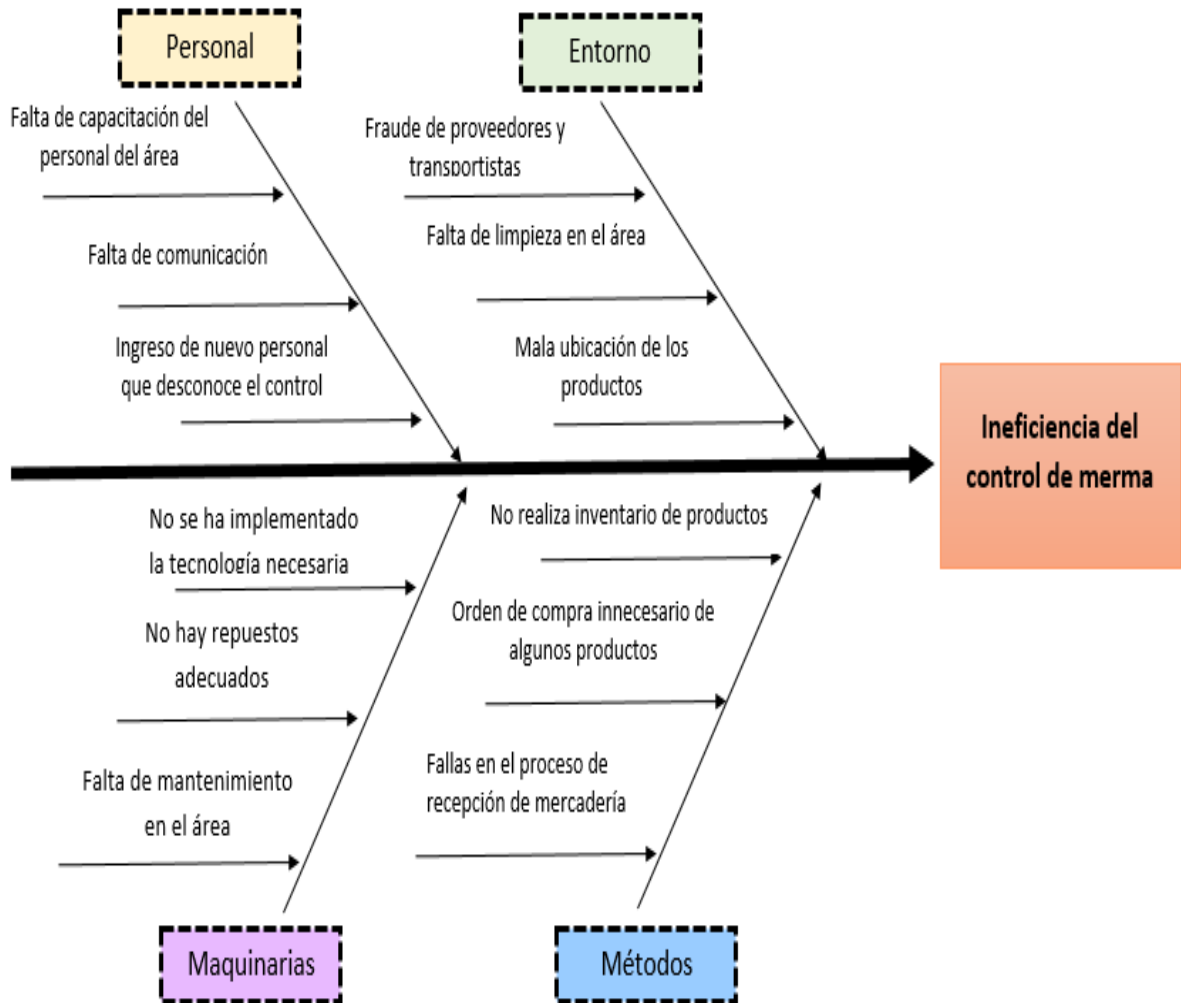 Personal
Falta de capacitación del
personal del área
Falta de comunicación
Ingreso de nuevo personal
que desconoce el control
Entorno
Fraude de proveedores y
transportistas
Falta de limpieza en el área
Mala ubicación de los
productos
Ineficiencia del
control de merma
No se ha implementado
la tecnología necesaria
No hay repuestos
adecuados
Falta de mantenimiento
en el área
Maquinarias
No realiza inventario de productos
Orden de compra innecesario de
algunos productos
Fallas en el proceso de
recepción de mercadería
Métodos